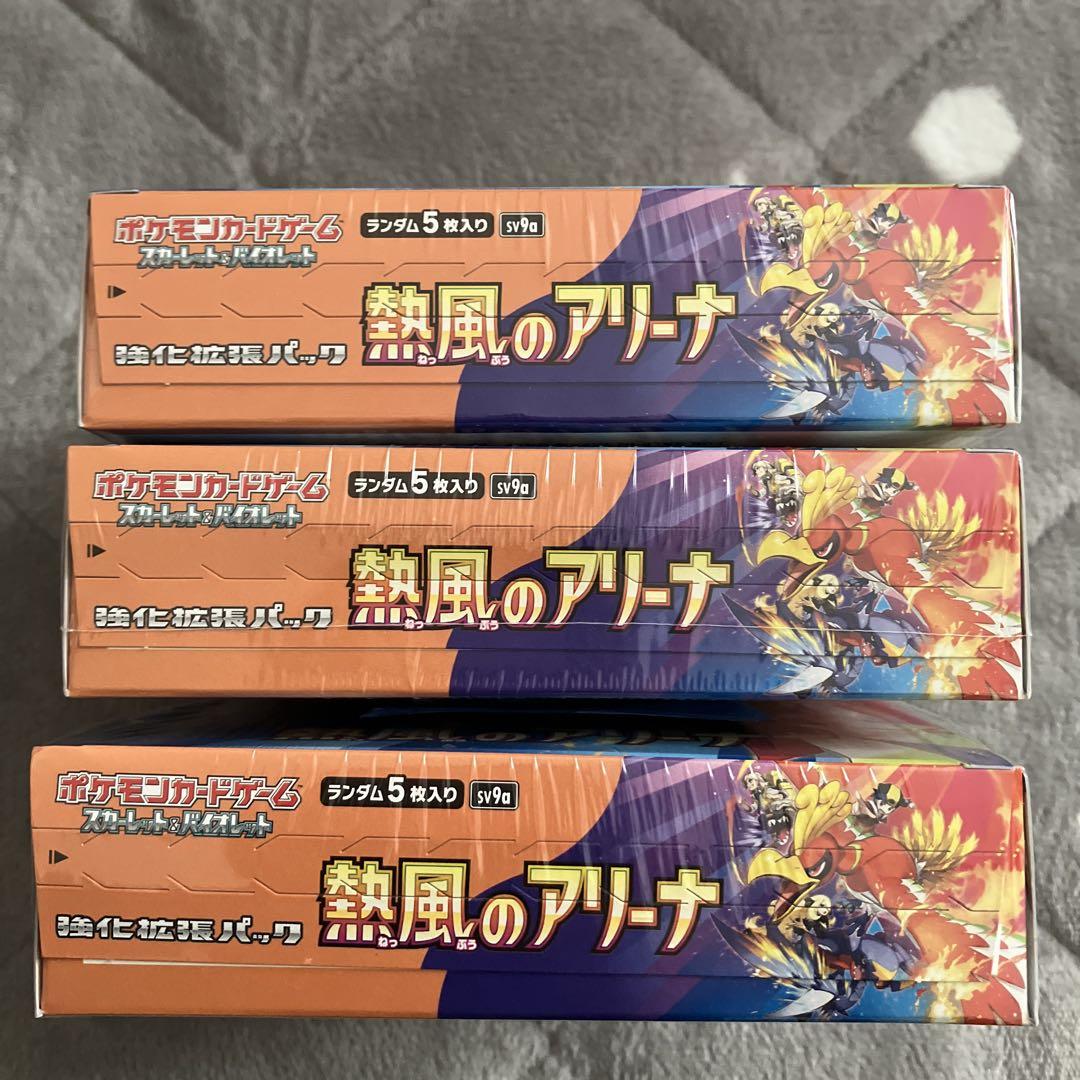 ポケモンカードゲーム
スカーレット&バイオレット
ランダム5枚入り sv9a
熱風のアリーナ
ねっ ぷう
強化拡張パック
ポケモンカードゲーム
スカーレット&バイオレット
ランダム5枚入り sv9a
熱風のアリーナ
ねっ ぷう
強化拡張パック
ポケモンカードゲーム
スカーレット&バイオレット
ランダム5枚入り sv9a
熱風のアリーナ
ねっ ぷう
強化拡張パック